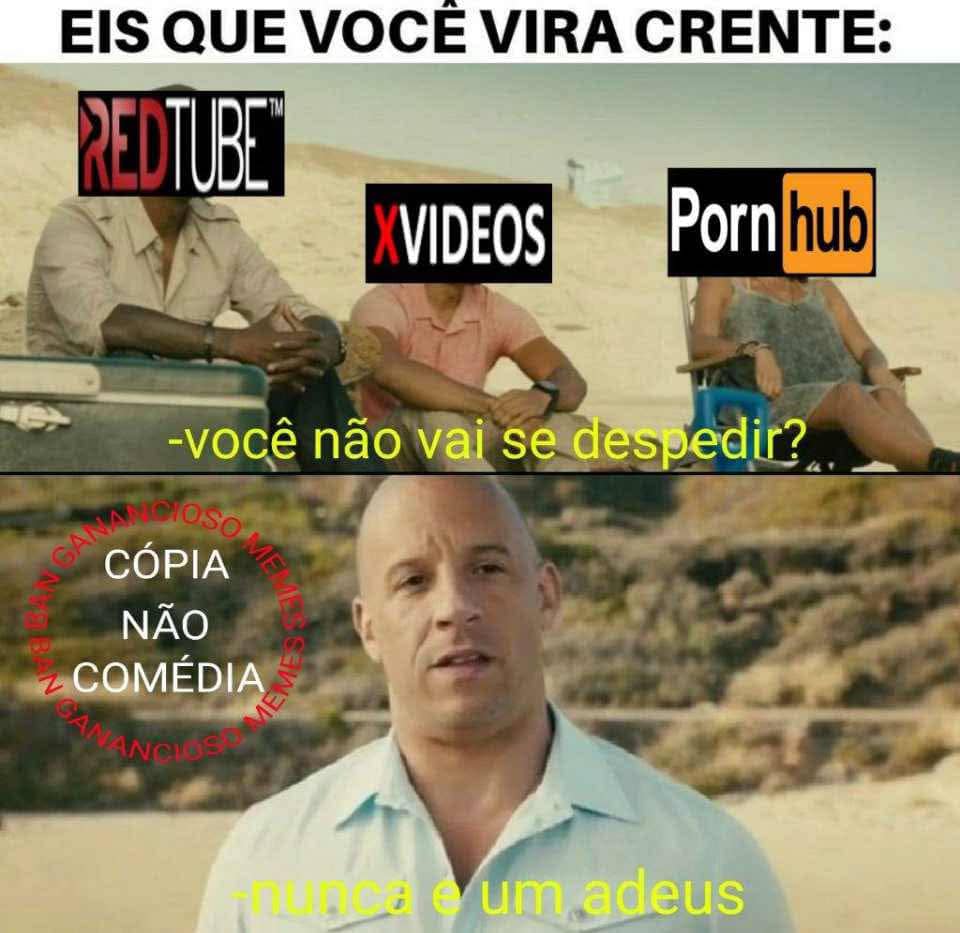 EIS QUE VOCÊ VIRA CRENTE:
REDTUBE™
XVIDEOS
Porn hub
-você não vai se despedir?
BAN GANANCIOSO MEMES
CÓPIA
NÃO
COMÉDIA
BAN GANANCIOSO MEMES
-nunca e um adeus